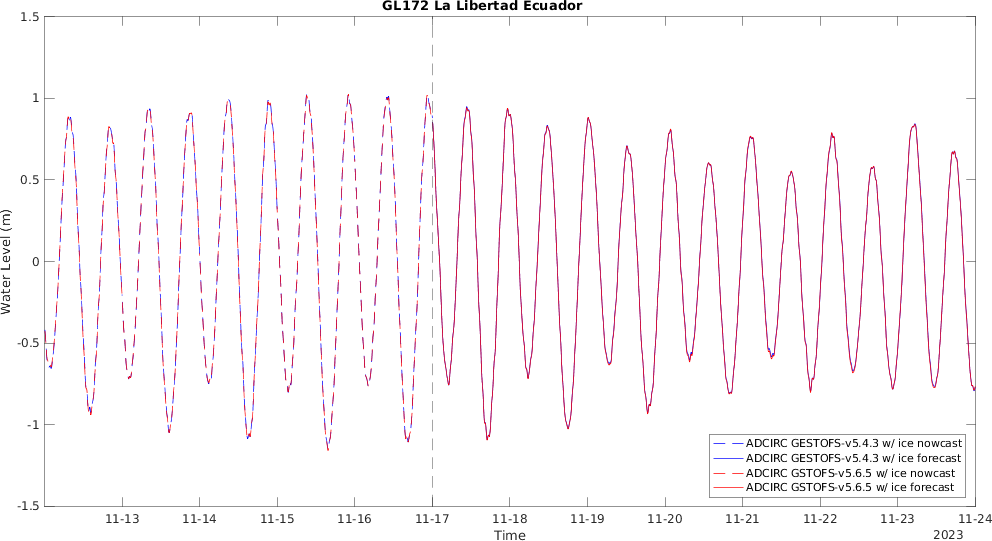 GL172 La Libertad Ecuador
1.5
1
0.5
0
-0.5
-1
-1.5
Water Level (m)
ADCIRC GESTOFS-v5.4.3 w/ ice nowcast
ADCIRC GESTOFS-v5.4.3 w/ ice forecast
ADCIRC GSTOFS-v5.6.5 w/ ice nowcast
ADCIRC GSTOFS-v5.6.5 w/ ice forecast
11-13 11-14 11-15 11-16 11-17 11-18 11-19 11-20 11-21 11-22 11-23 11-24
Time 2023